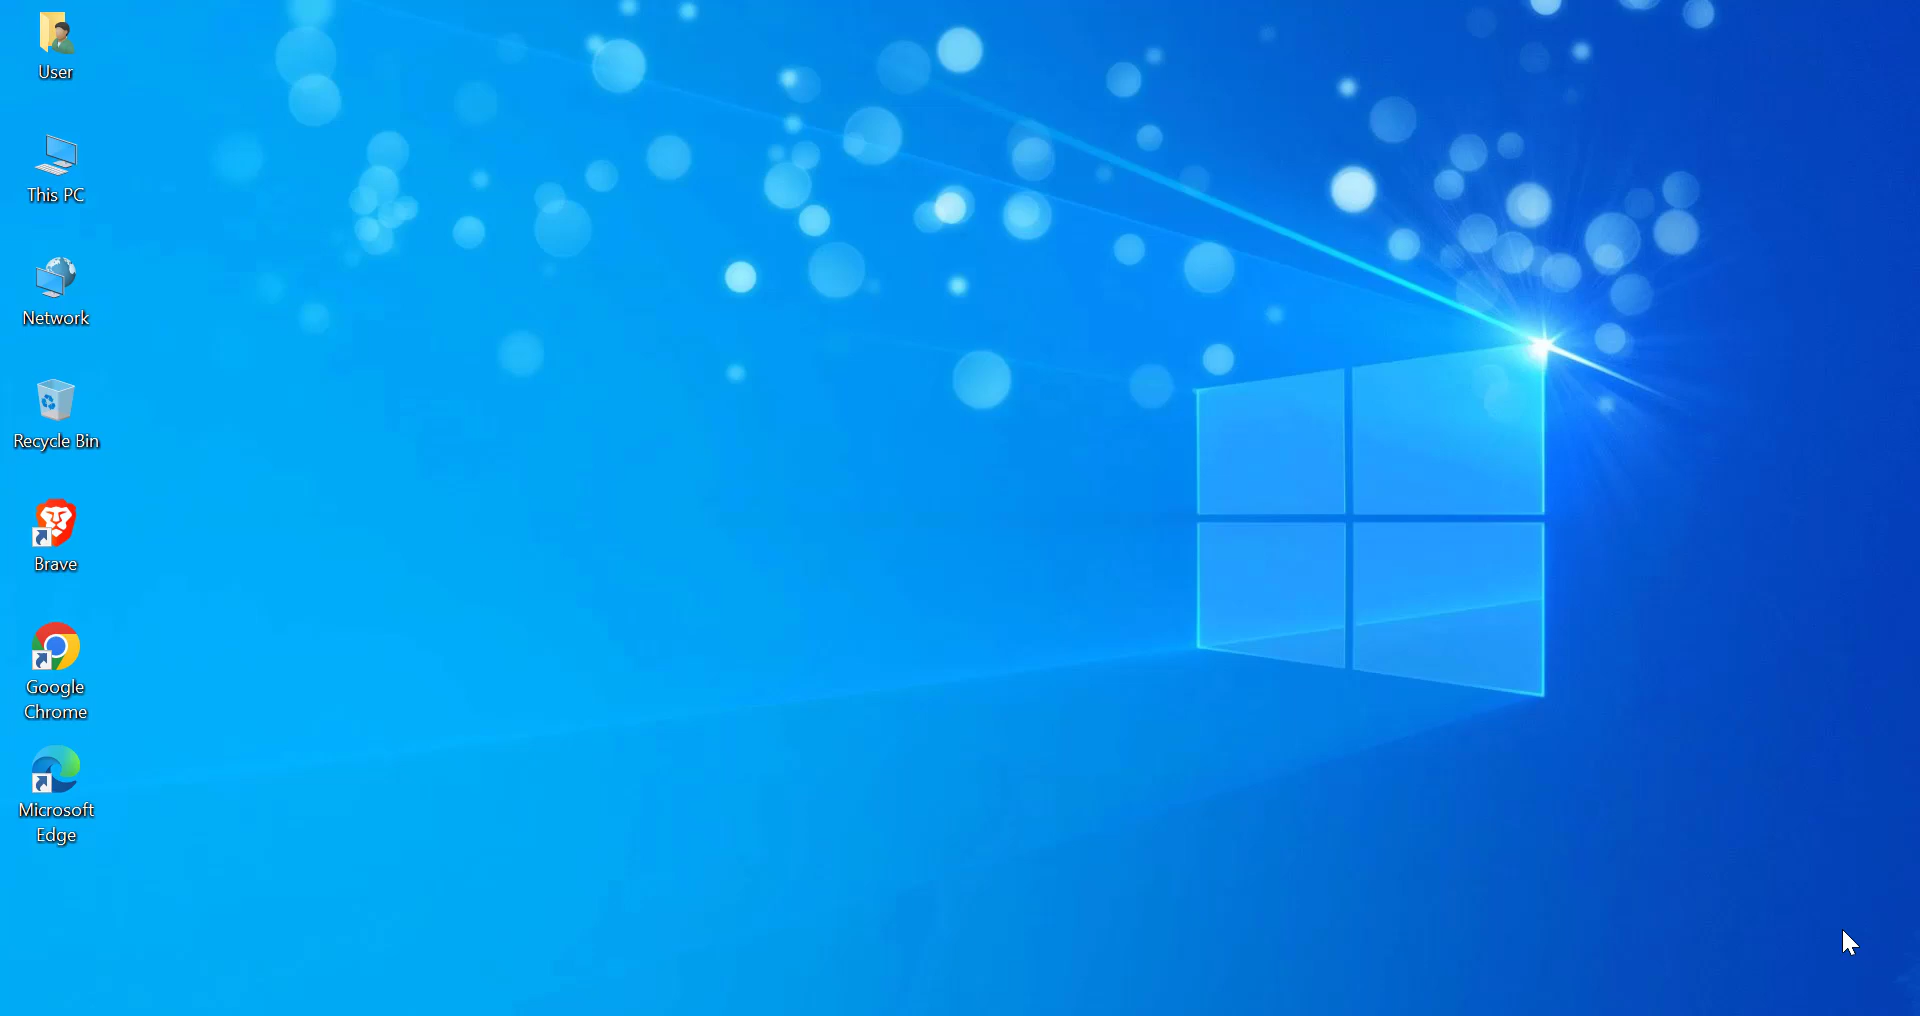 User
This PC
Network
Recycle Bin
Brave
Google
Chrome
Microsoft
Edge